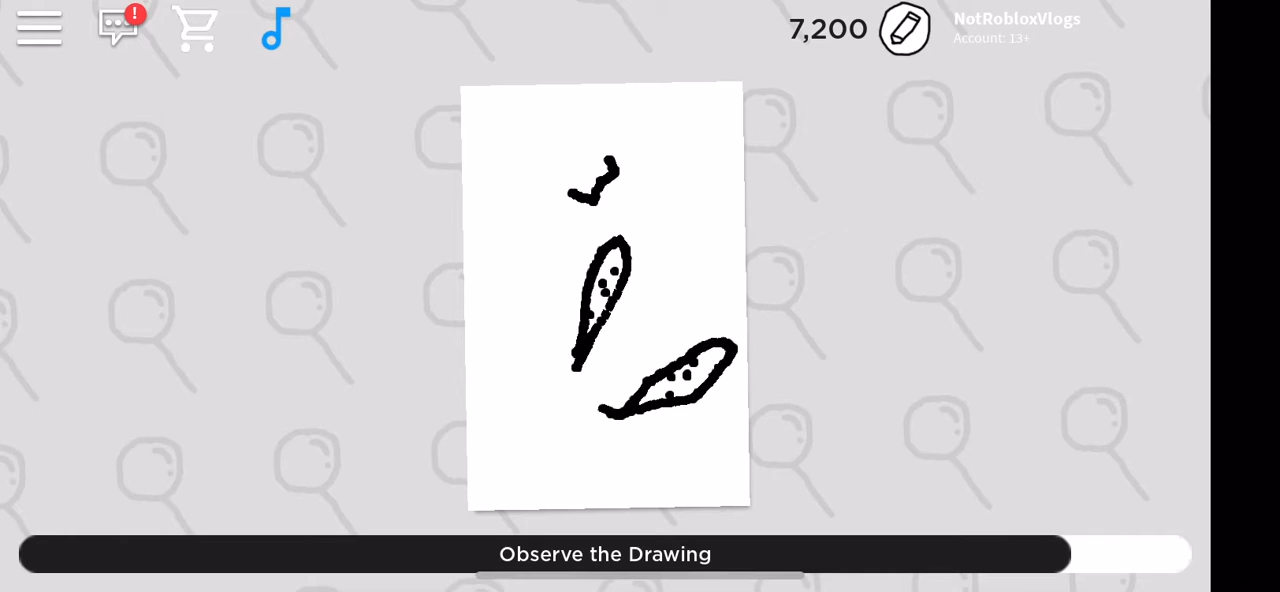 !
7,200
NotRobloxVlogs
Account: 13+
Observe the Drawing